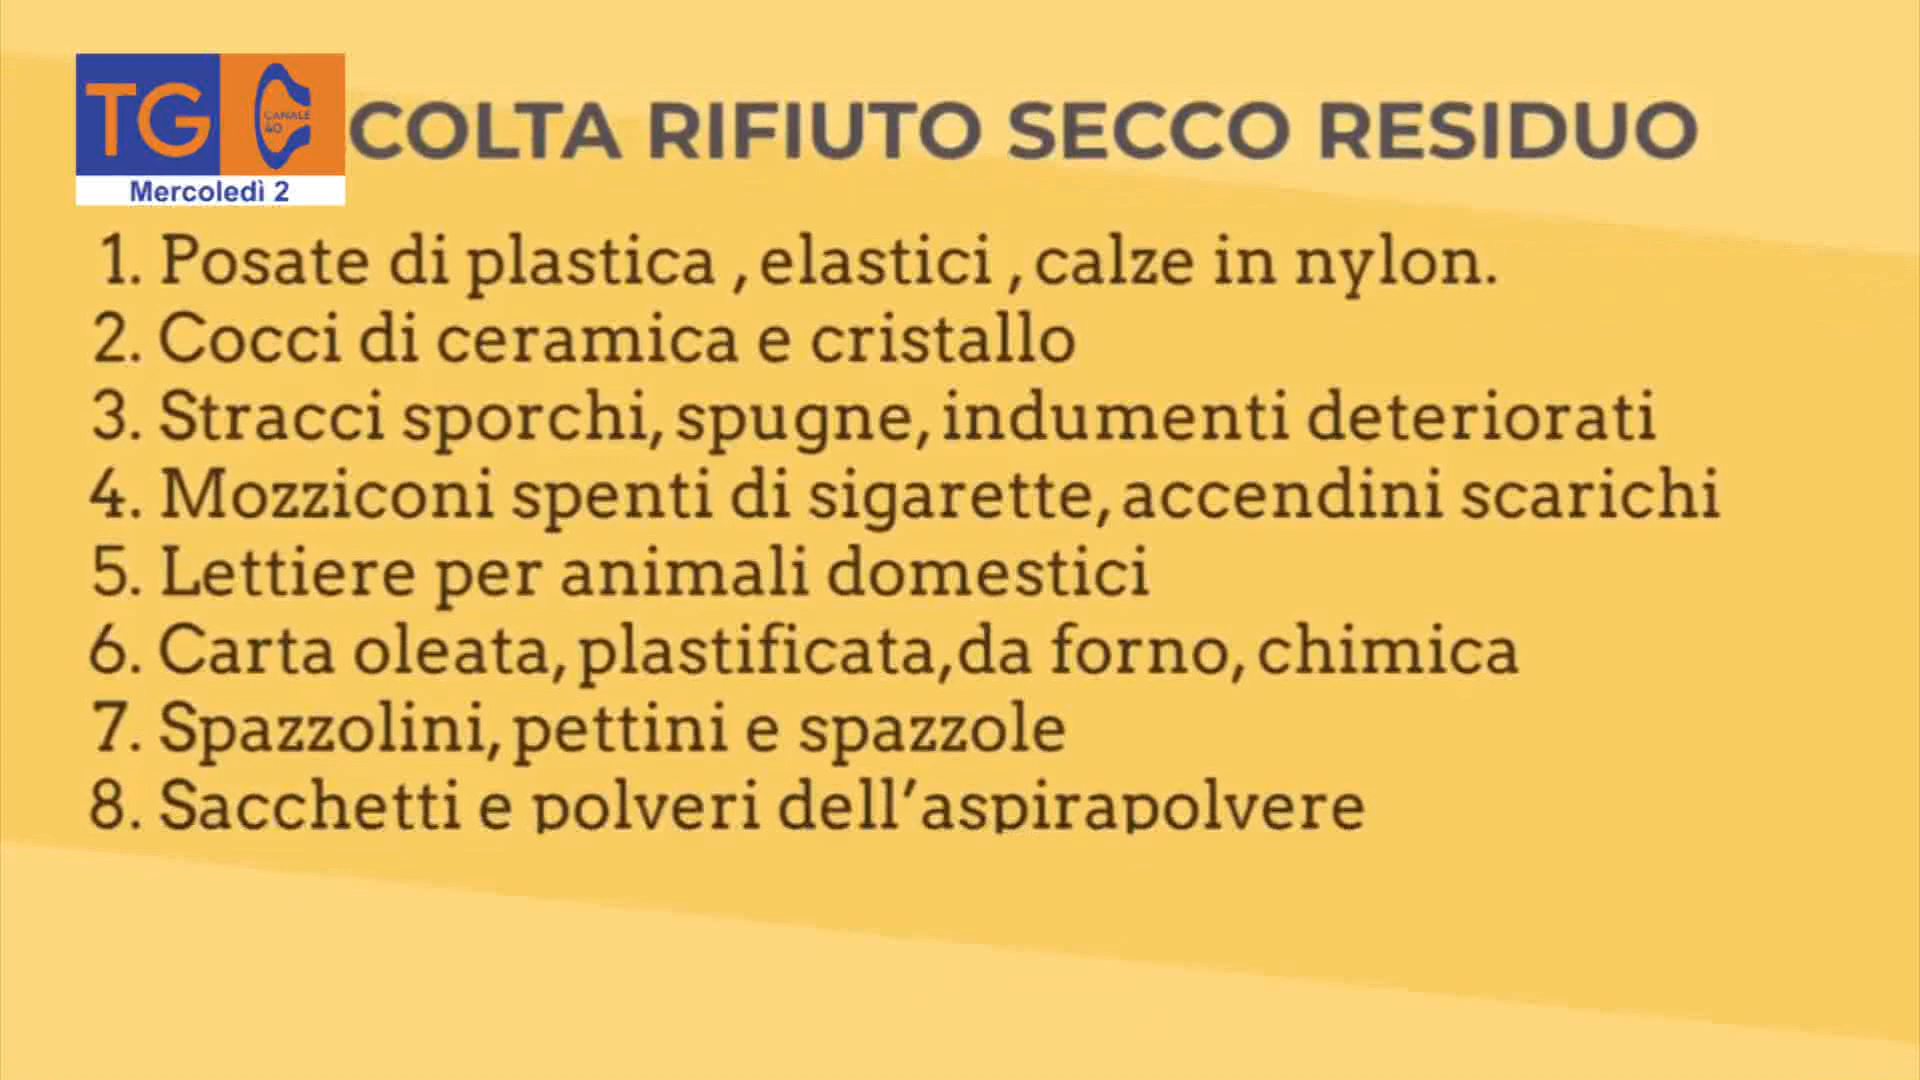 TG
CANALE
40
Mercoledì 2
COLTA RIFIUTO SECCO RESIDUO
1. Posate di plastica , elastici , calze in nylon.
2. Cocci di ceramica e cristallo
3. Stracci sporchi, spugne, indumenti deteriorati
4. Mozziconi spenti di sigarette, accendini scarichi
5. Lettiere per animali domestici
6. Carta oleata, plastificata,da forno, chimica
7. Spazzolini, pettini e spazzole
8. Sacchetti e polveri dell’aspirapolvere